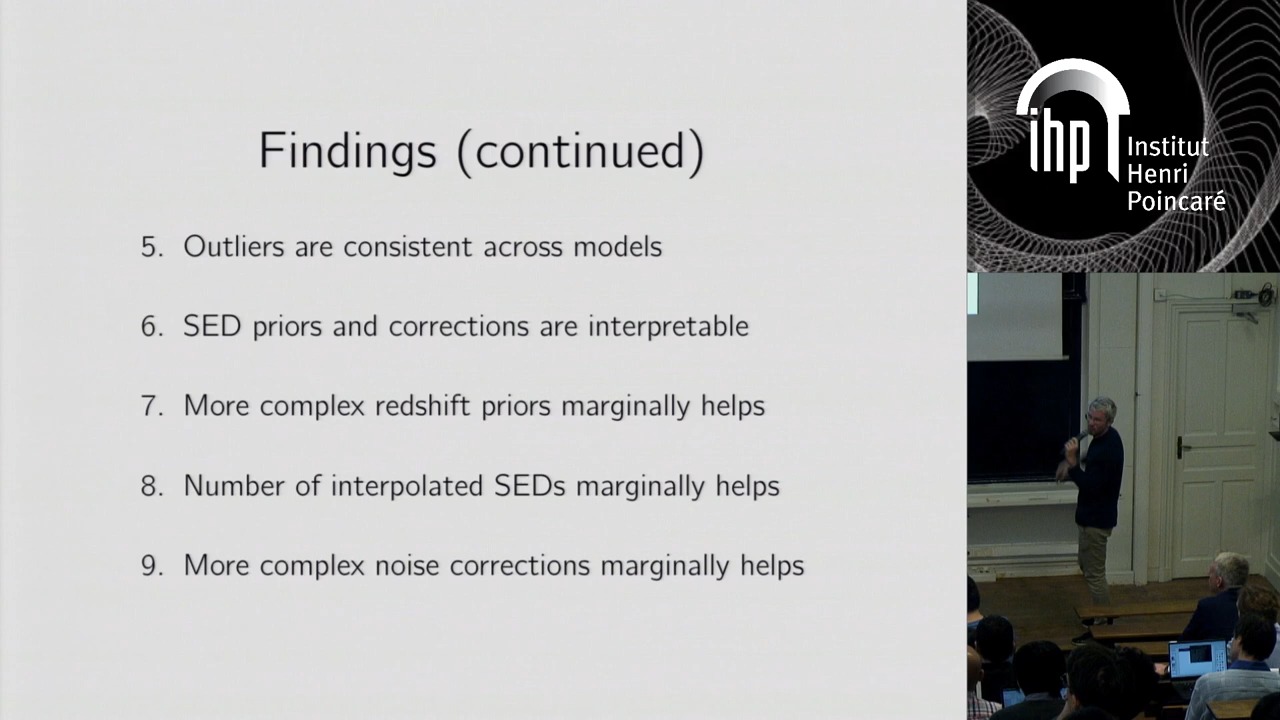 Findings (continued)
5. Outliers are consistent across models
6. SED priors and corrections are interpretable
7. More complex redshift priors marginally helps
8. Number of interpolated SEDs marginally helps
9. More complex noise corrections marginally helps
ihp
Institut
Henri
Poincaré